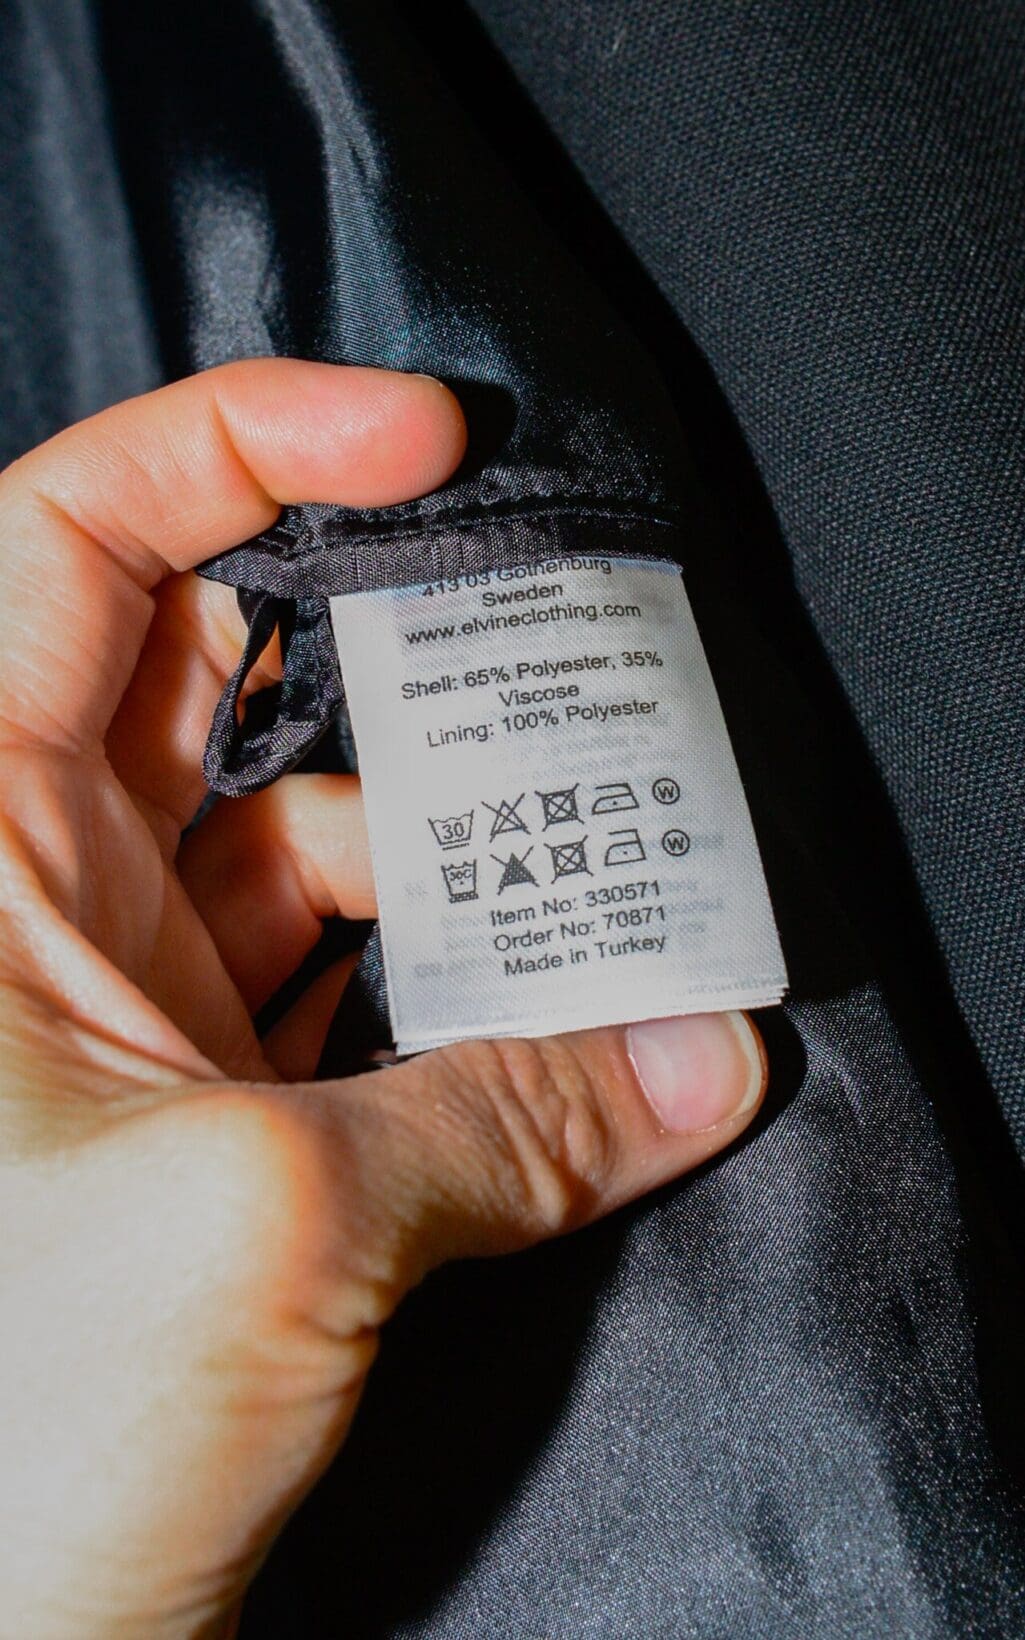 413 03 Gothenburg
Sweden
www.elvineclothing.com
Shell: 65% Polyester, 35%
Viscose
Lining: 100% Polyester
30 W
30C W
Item No: 330571
Order No: 70871
Made in Turkey